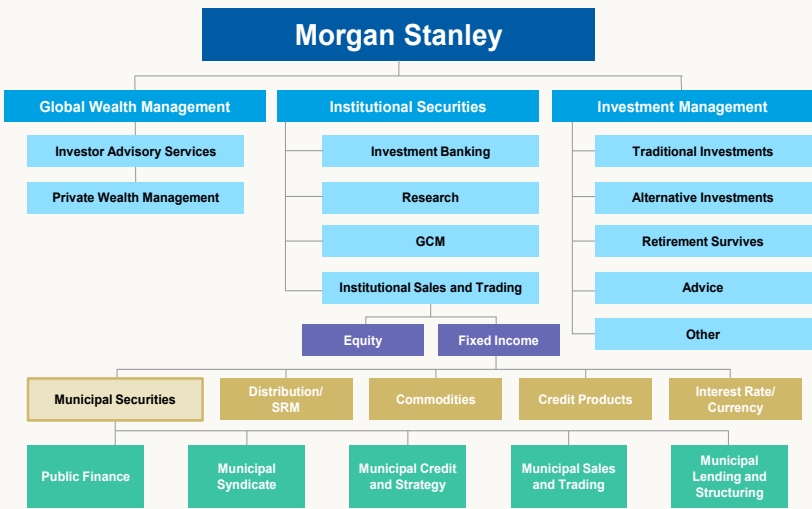 Morgan Stanley
Global Wealth Management
Institutional Securities
Investment Management
Investor Advisory Services
Investment Banking
Traditional Investments
Private Wealth Management
Research
Alternative Investments
GCM
Retirement Survives
Institutional Sales and Trading
Advice
Equity
Fixed Income
Other
Municipal Securities
Distribution/
SRM
Commodities
Credit Products
Interest Rate/
Currency
Public Finance
Municipal
Syndicate
Municipal Credit
and Strategy
Municipal Sales
and Trading
Municipal
Lending and
Structuring